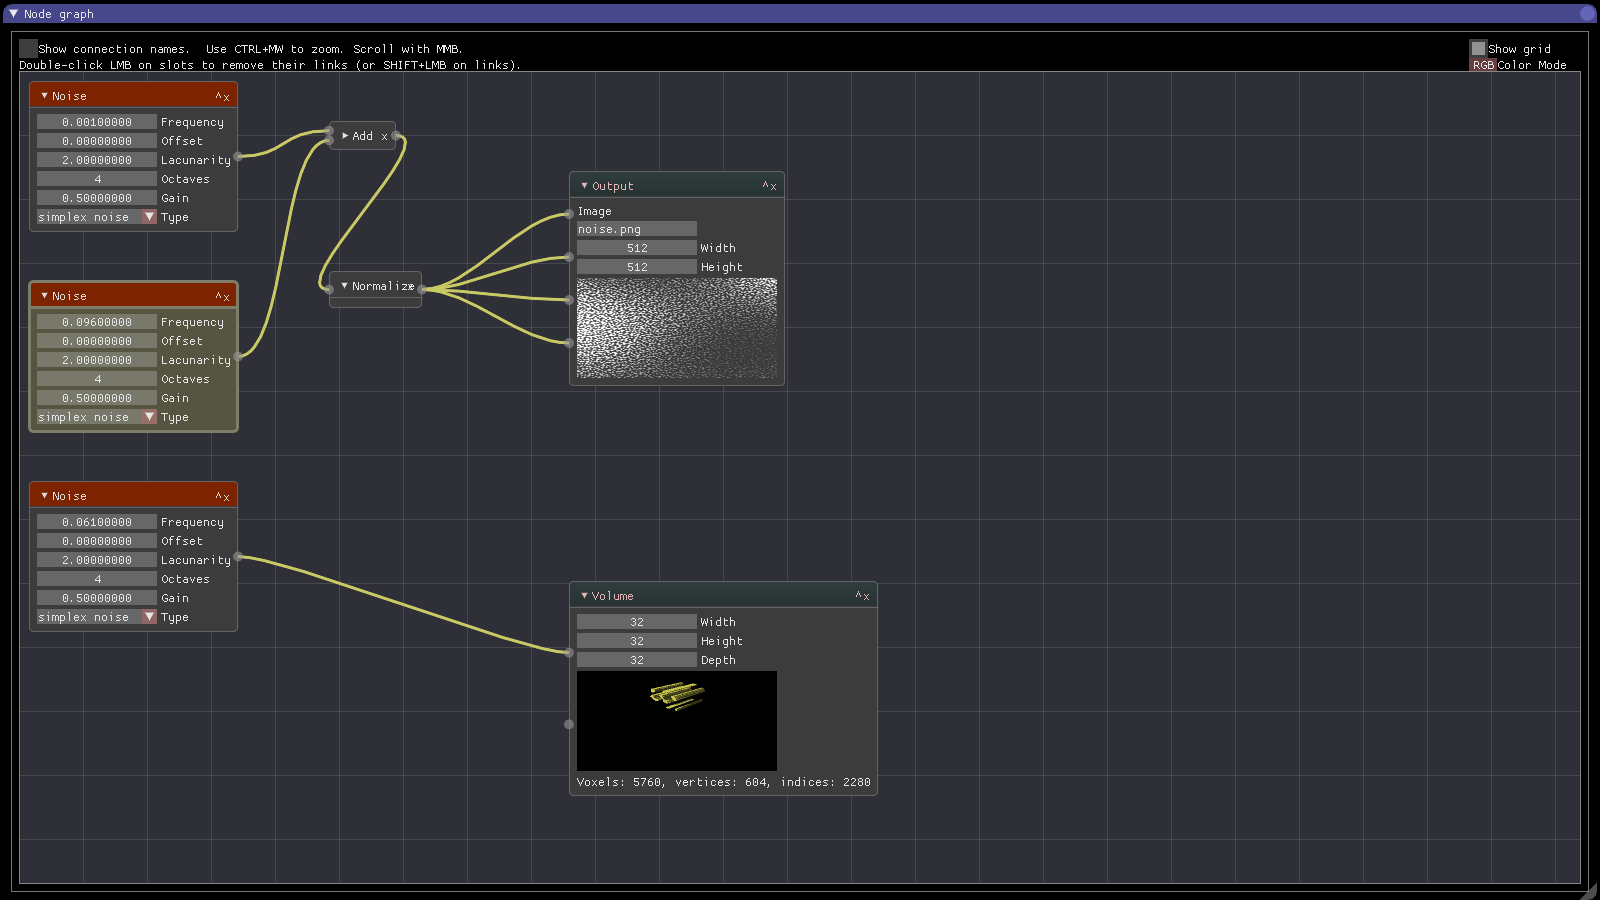 Node graph
Show connection names.  Use CTRL+MW to zoom. Scroll with MMB.
Show grid
Double-click LMB on slots to remove their links (or SHIFT+LMB on links).
RGB Color Mode
Noise ^x
0.00100000 Frequency
0.00000000 Offset
2.00000000 Lacunarity
4 Octaves
0.50000000 Gain
simplex noise Type
Add x
Noise ^x
0.09600000 Frequency
0.00000000 Offset
2.00000000 Lacunarity
4 Octaves
0.50000000 Gain
simplex noise Type
Normalize x
Output ^x
Image
noise.png
512 Width
512 Height
Noise ^x
0.06100000 Frequency
0.00000000 Offset
2.00000000 Lacunarity
4 Octaves
0.50000000 Gain
simplex noise Type
Volume ^x
32 Width
32 Height
32 Depth
Voxels: 5760, vertices: 604, indices: 2280